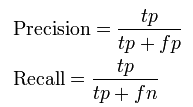 Precision = tp / tp + fp
Recall = tp / tp + fn